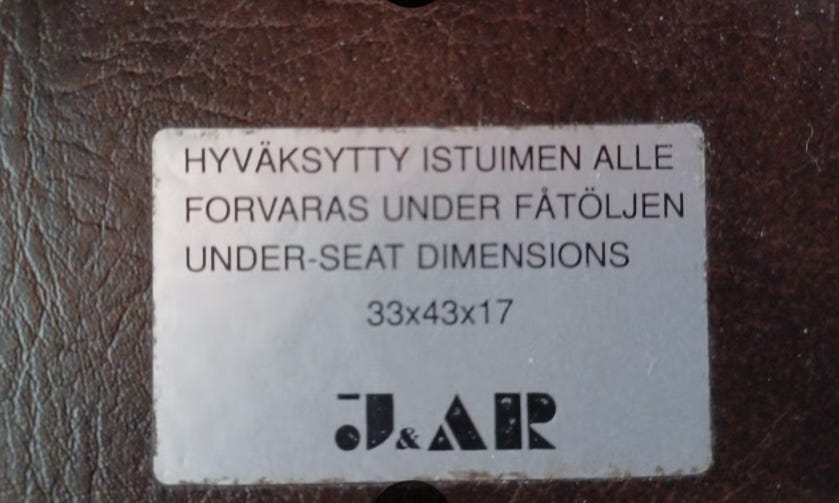 HYVÄKSYTTY ISTUIMEN ALLE
FORVARAS UNDER FÅTÖLJEN
UNDER-SEAT DIMENSIONS
33x43x17
J&AR